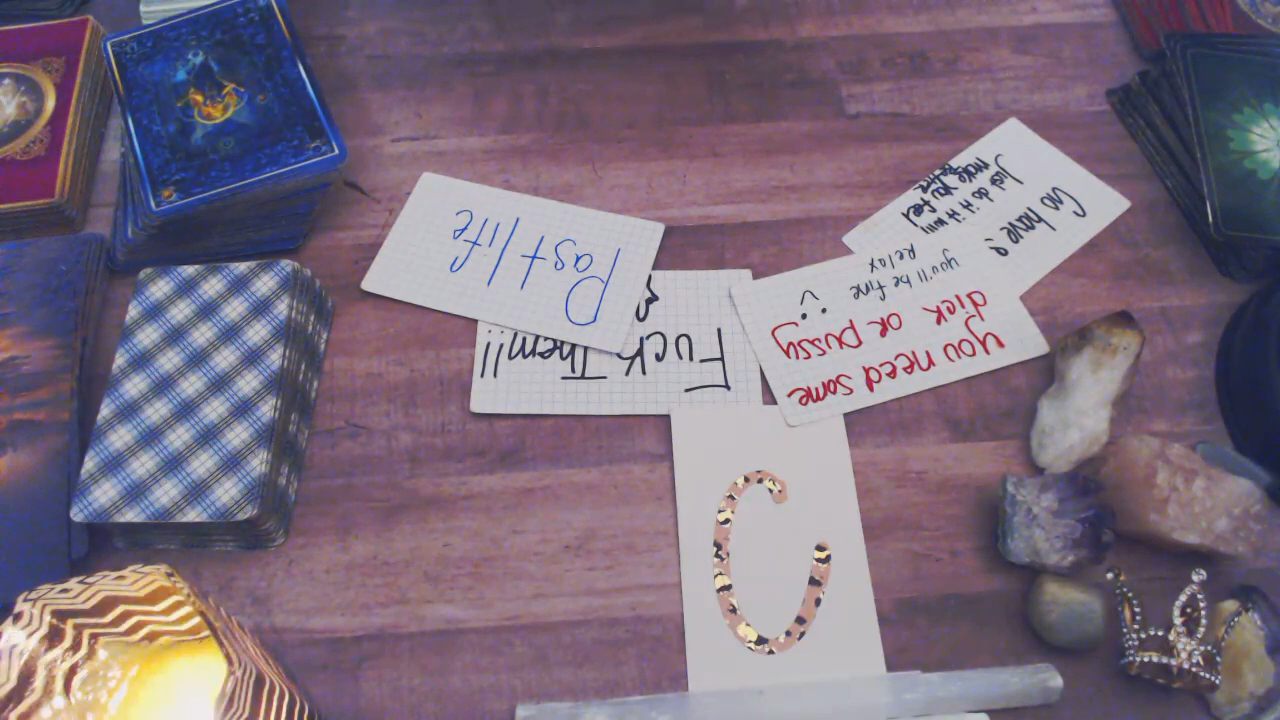 Past life
Fuck Them!!
You need some
dick or pussy
you'll be fine
Relax
Go have
Just do it it will
make you feel
better
C